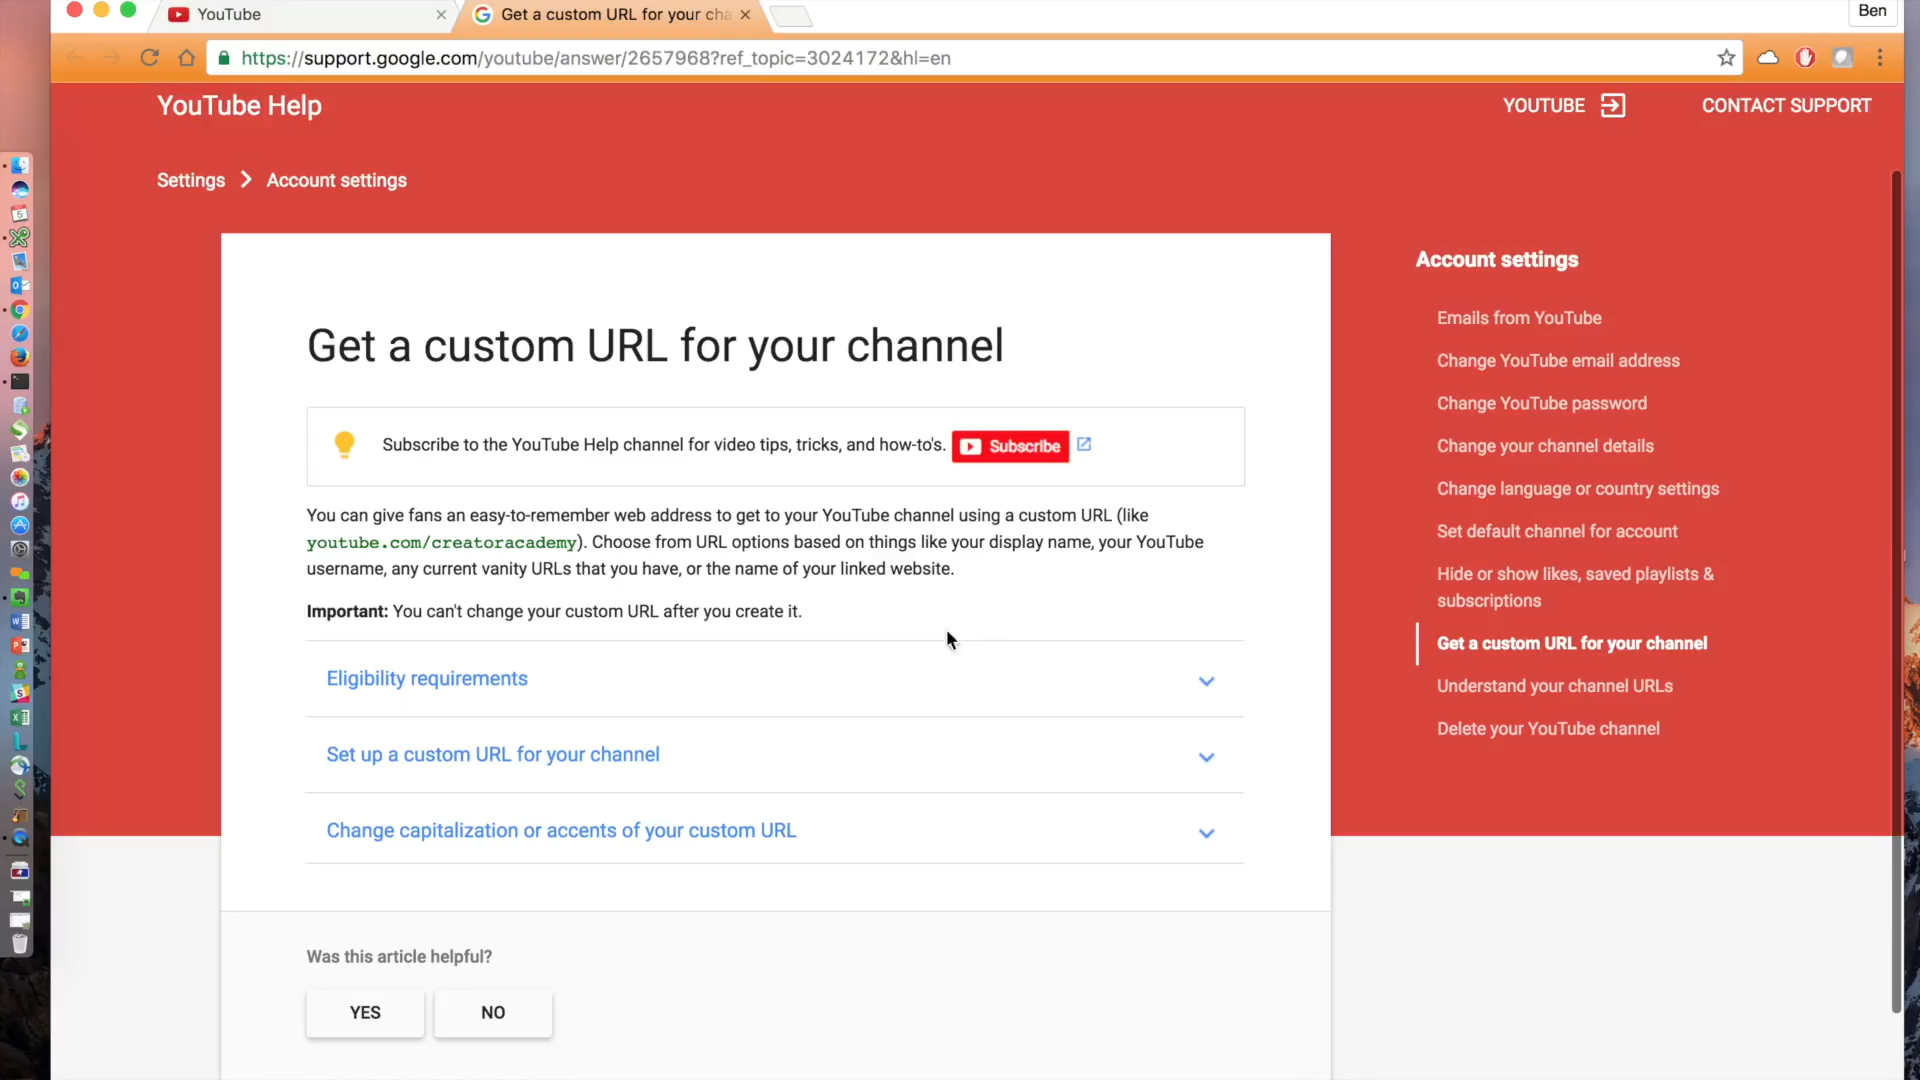 YouTube
Get a custom URL for your cha
Ben
https://support.google.com/youtube/answer/2657968?ref_topic=3024172&hl=en
YouTube Help
YOUTUBE
CONTACT SUPPORT
Settings
Account settings
Get a custom URL for your channel
Subscribe to the YouTube Help channel for video tips, tricks, and how-to's.
Subscribe
You can give fans an easy-to-remember web address to get to your YouTube channel using a custom URL (like
youtube.com/creatoracademy). Choose from URL options based on things like your display name, your YouTube
username, any current vanity URLs that you have, or the name of your linked website.
Important: You can't change your custom URL after you create it.
Eligibility requirements
Set up a custom URL for your channel
Change capitalization or accents of your custom URL
Was this article helpful?
YES
NO
Account settings
Emails from YouTube
Change YouTube email address
Change YouTube password
Change your channel details
Change language or country settings
Set default channel for account
Hide or show likes, saved playlists &
subscriptions
Get a custom URL for your channel
Understand your channel URLs
Delete your YouTube channel